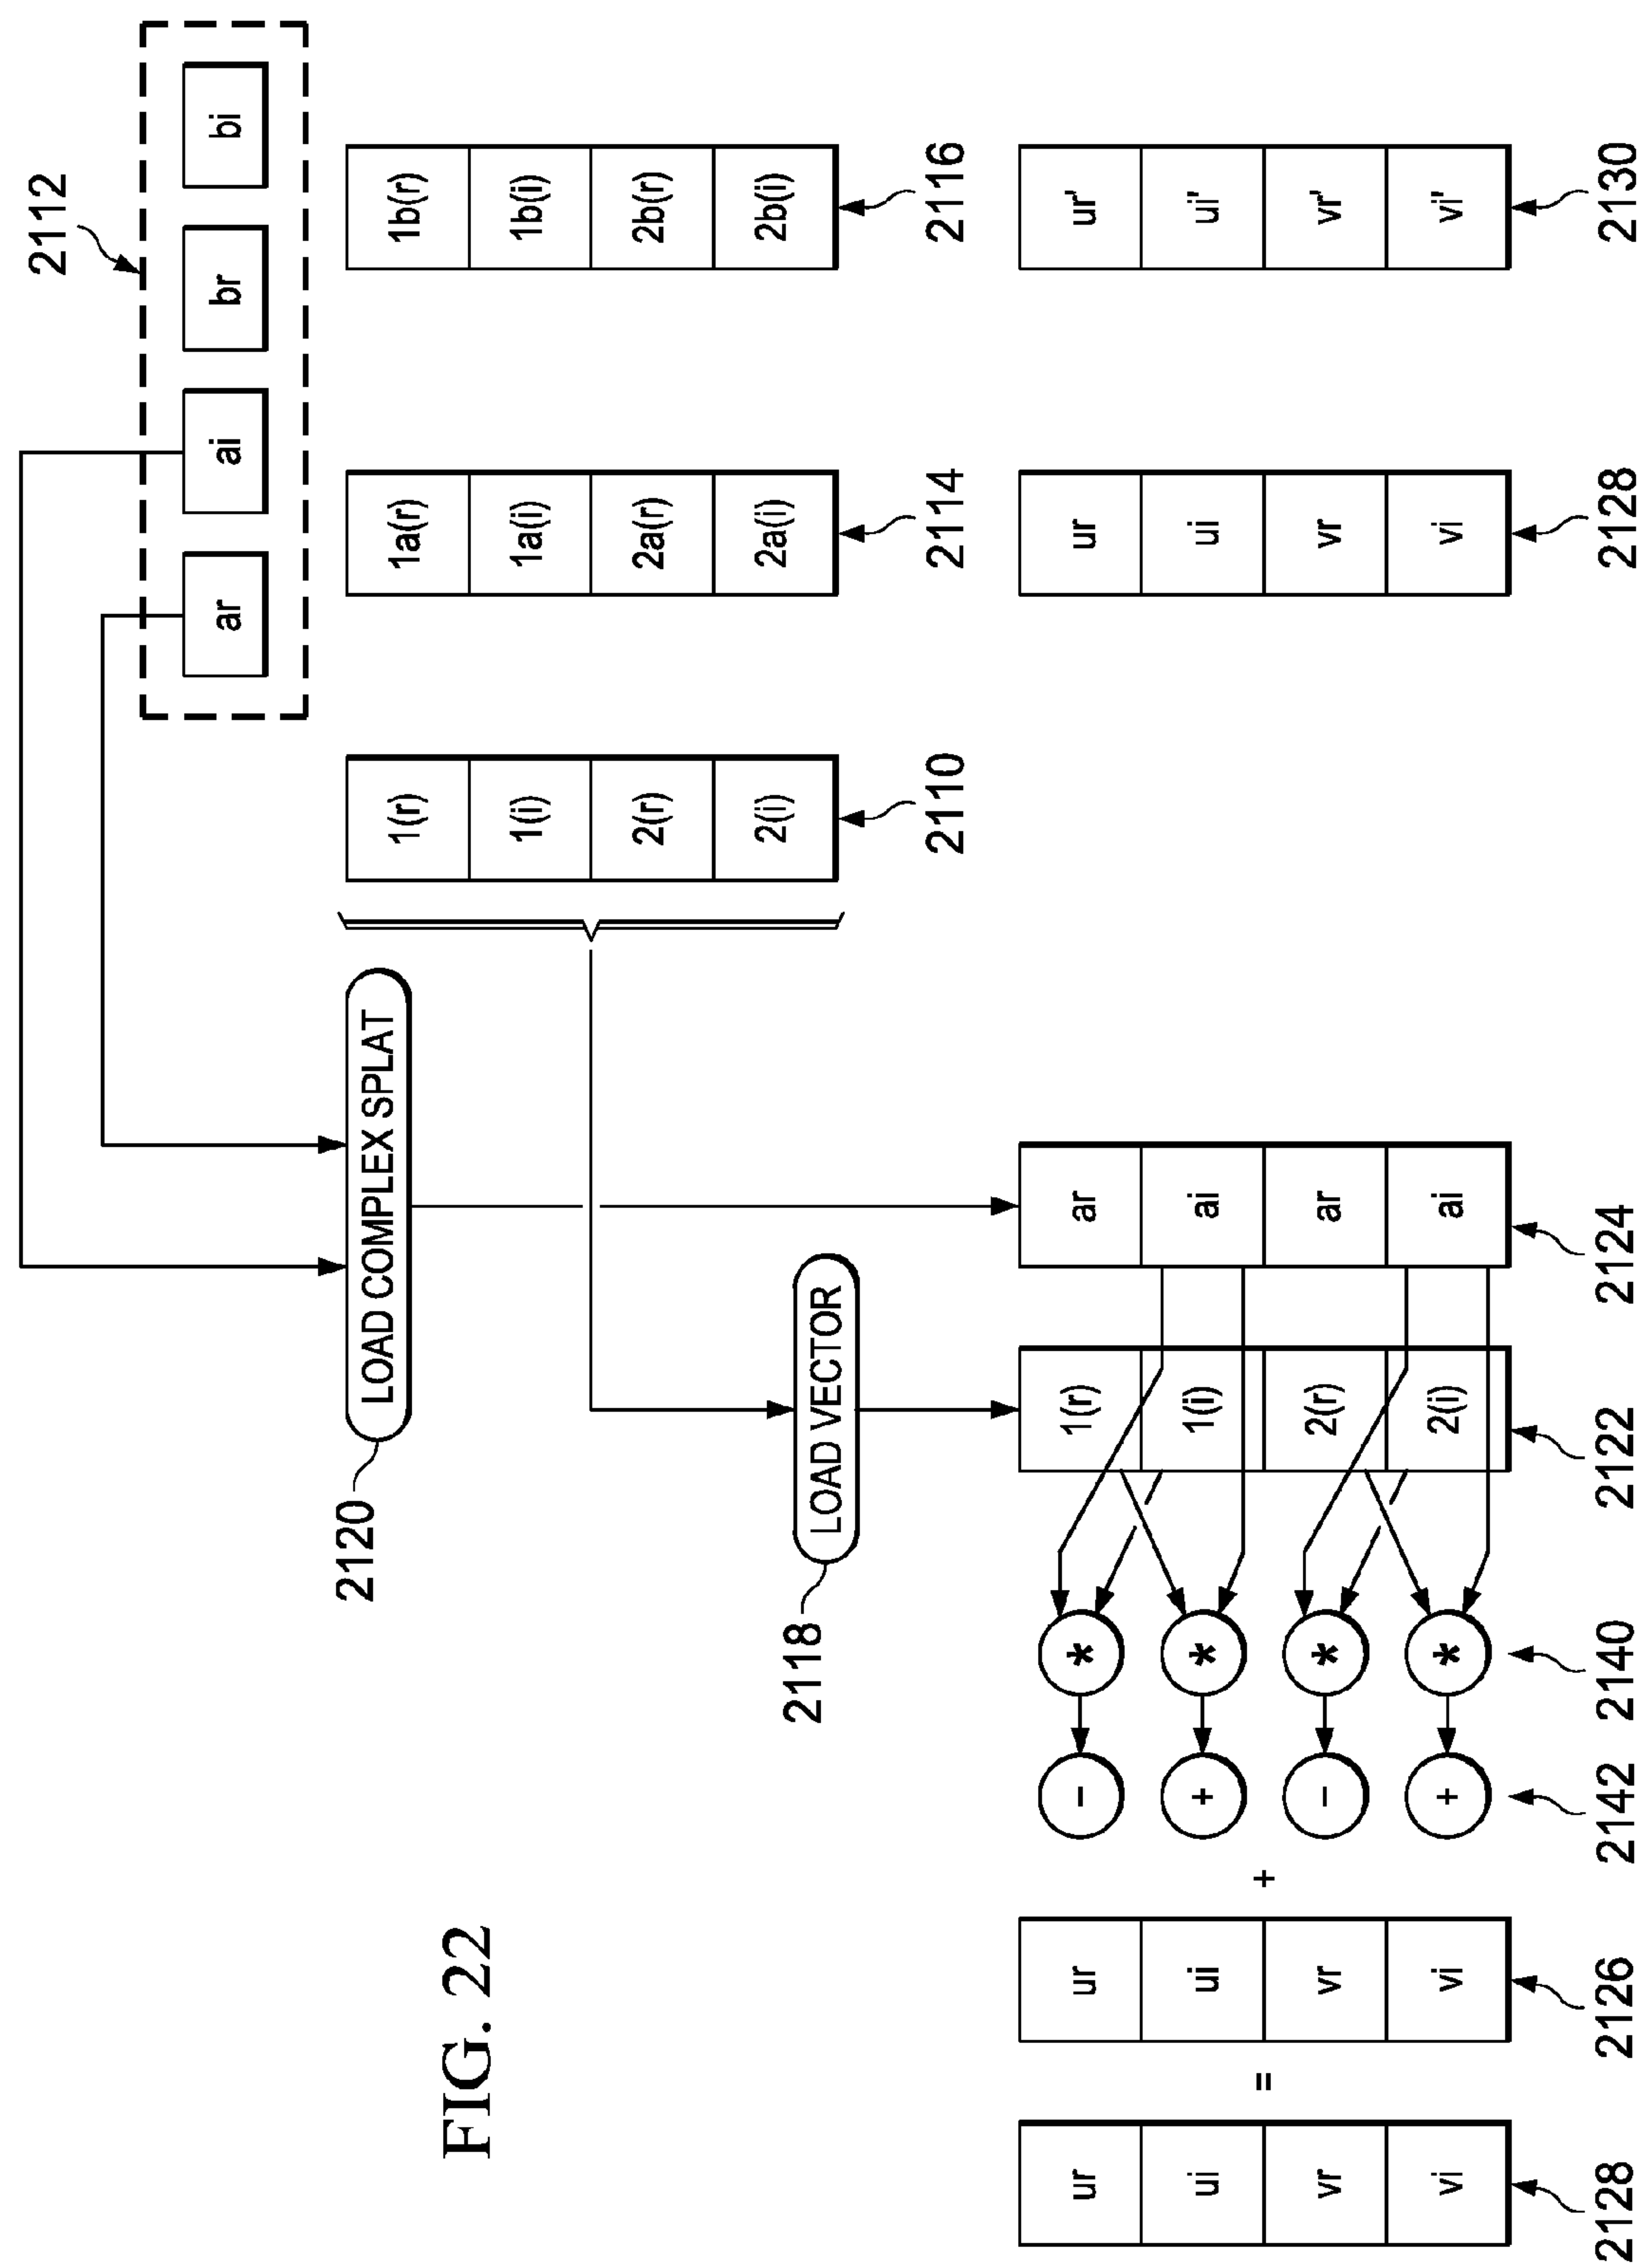 FIG. 22
2112
ar
ai
br
bi
2120
LOAD COMPLEX SPLAT
1(r)
1(i)
2(r)
2(i)
2110
1a(r)
1a(i)
2a(r)
2a(i)
2114
1b(r)
1b(i)
2b(r)
2b(i)
2116
2118
LOAD VECTOR
ur
ui
vr
vi
2128
=
ur
ui
vr
vi
2126
+
-
+
-
+
2142
*
*
*
*
2140
1(r)
1(i)
2(r)
2(i)
2122
ar
ai
ar
ai
2124
ur
ui
vr
vi
2128
ur'
ui'
vr'
vi'
2130